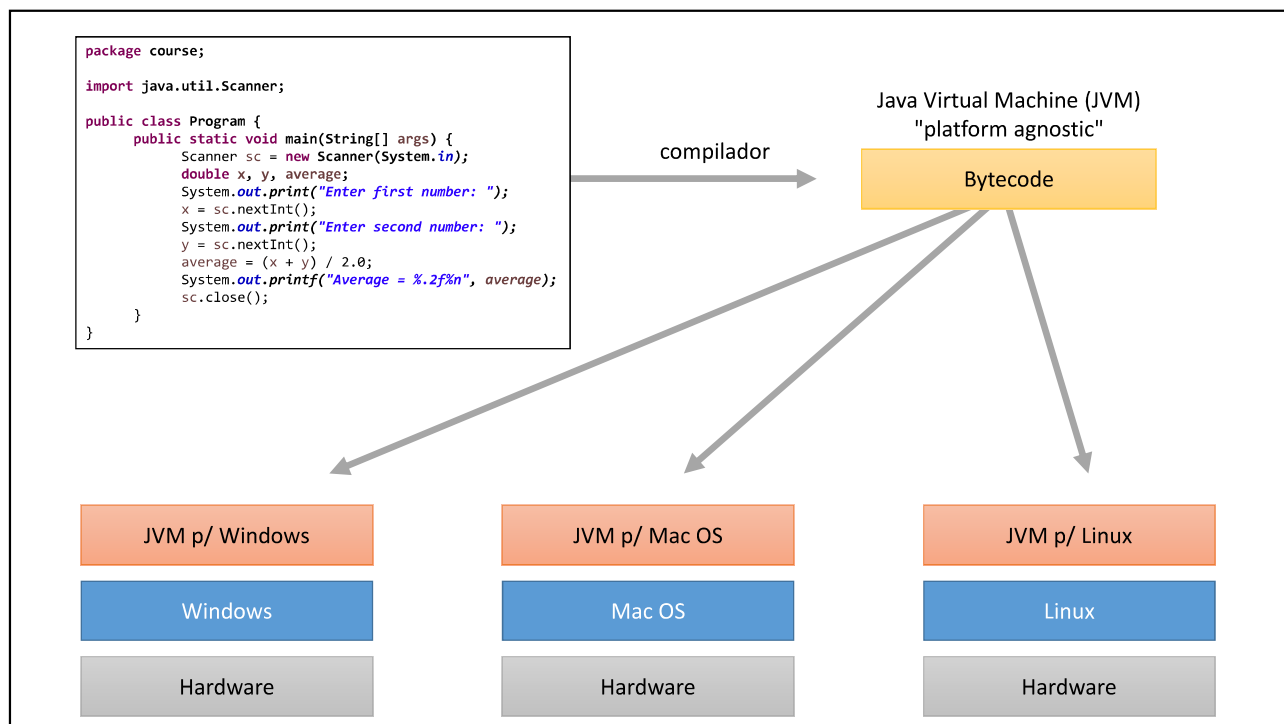 package course;
import java.util.Scanner;
public class Program {
public static void main(String[] args) {
Scanner sc = new Scanner(System.in);
double x, y, average;
System.out.print("Enter first number: ");
x = sc.nextInt();
System.out.print("Enter second number: ");
y = sc.nextInt();
average = (x + y) / 2.0;
System.out.printf("Average = %.2f%n", average);
sc.close();
}
}
compilador
Java Virtual Machine (JVM)
"platform agnostic"
Bytecode
JVM p/ Windows
JVM p/ Mac OS
JVM p/ Linux
Windows
Mac OS
Linux
Hardware
Hardware
Hardware